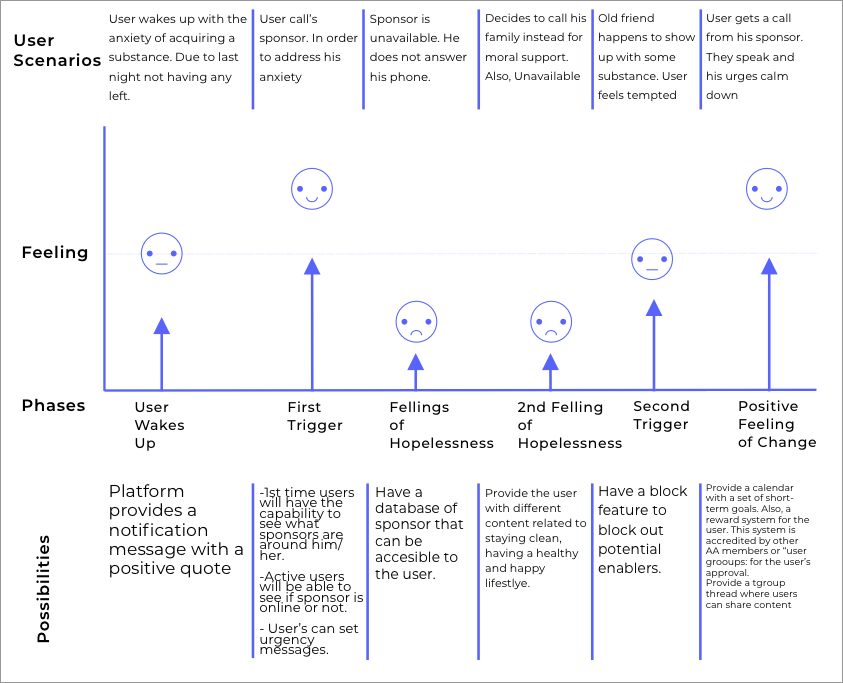 User
Scenarios
User wakes up with the
anxiety of acquiring a
substance. Due to last
night not having any
left.
User call’s
sponsor. In order
to address his
anxiety
Sponsor is
unavailable. He
does not answer
his phone.
Decides to call his
family instead for
moral support.
Also, Unavailable
Old friend
happens to show
up with some
substance. User
feels tempted
User gets a call
from his sponsor.
They speak and
his urges calm
down
Feeling
Phases
User
Wakes
Up
First
Trigger
Fellings
of
Hopelessness
2nd Felling
of
Hopelessness
Second
Trigger
Positive
Feeling
of Change
Possibilities
Platform
provides a
notification
message with a
positive quote
-1st time users
will have the
capability to
see what
sponsors are
around him/
her.
-Active users
will be able to
see if sponsor is
online or not.
- User’s can set
urgency
messages.
Have a
database of
sponsor that
can be
accesible to
the user.
Provide the user
with different
content related to
staying clean,
having a healthy
and happy
lifestlye.
Have a block
feature to
block out
potential
enablers.
Provide a calendar
with a set of short-
term goals. Also, a
reward system for the
user. This system is
accredited by other
AA members or “user
grooups: for the user’s
approval.
Provide a tgroup
thread where users
can share content